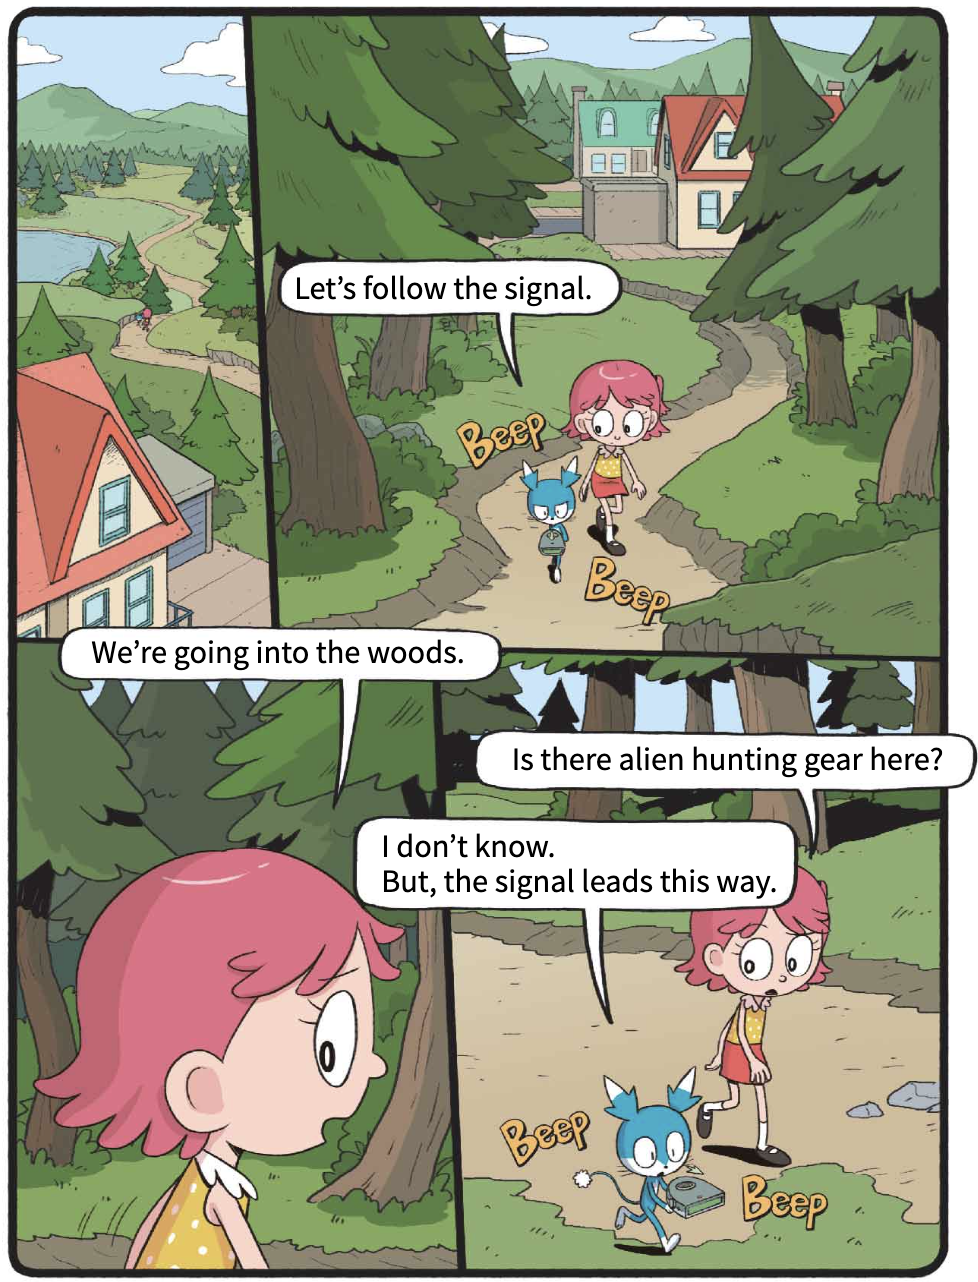 Let's follow the signal.
Beep
Beep
We're going into the woods.
Is there alien hunting gear here?
I don't know.
But, the signal leads this way.
Beep
Beep